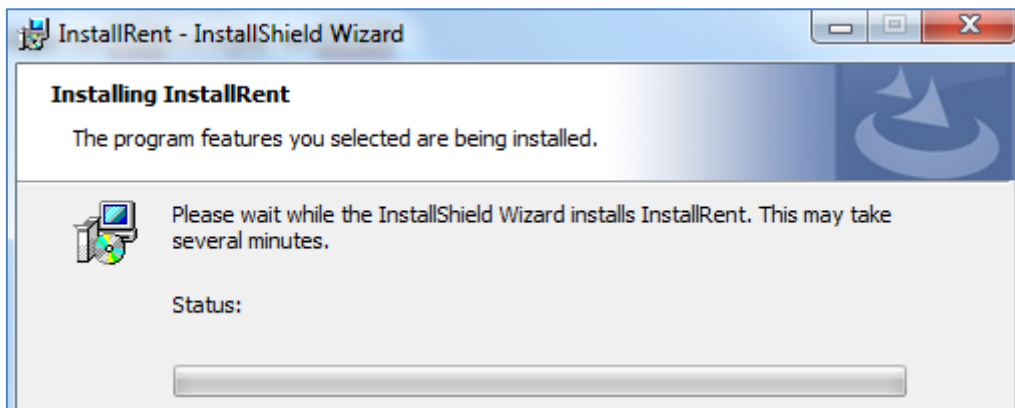 InstallRent - InstallShield Wizard
Installing InstallRent
The program features you selected are being installed.
Please wait while the InstallShield Wizard installs InstallRent. This may take
several minutes.
Status: